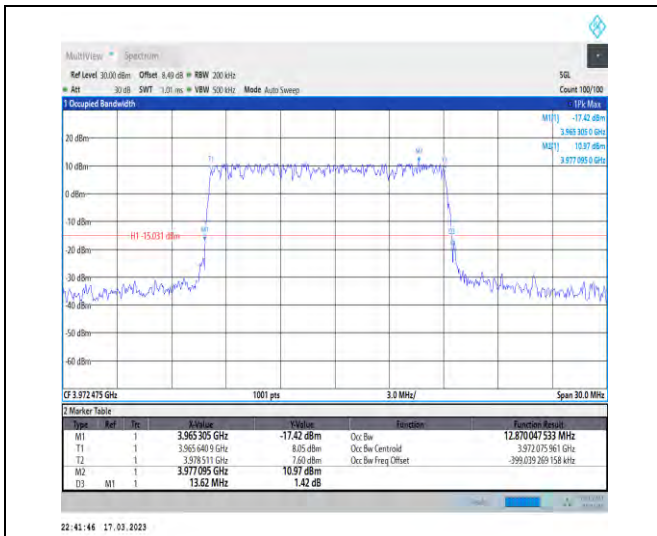 MultiView Spectrum
Ref Level 30.00 dBm Offset 8.49 dB RBW 200 kHz SGL
Att 30 dB SWT 1.01 ms VBW 500 kHz Mode Auto Sweep Count 100/100
1 Occupied Bandwidth 1Pk Max
M1[1] -17.42 dBm
3.965 305 0 GHz
M2[1] 10.97 dBm
3.977 095 0 GHz
20 dBm
10 dBm
0 dBm
-10 dBm
-20 dBm
-30 dBm
-40 dBm
-50 dBm
-60 dBm
T1
M2
M1
D3
H1 -15.031 dBm
CF 3.972 475 GHz 1001 pts 3.0 MHz/ Span 30.0 MHz
2 Marker Table
Type Ref Trc X-Value Y-Value Function Function Result
M1 1 3.965305 GHz -17.42 dBm Occ Bw 12.870 047 533 MHz
T1 1 3.965 640 9 GHz 8.05 dBm Occ Bw Centroid 3.972 075 961 GHz
T2 1 3.978 511 GHz 7.60 dBm Occ Bw Freq Offset -399.039 269 158 kHz
M2 1 3.977095 GHz 10.97 dBm
D3 M1 1 13.62 MHz 1.42 dB
22:41:46 17.03.2023